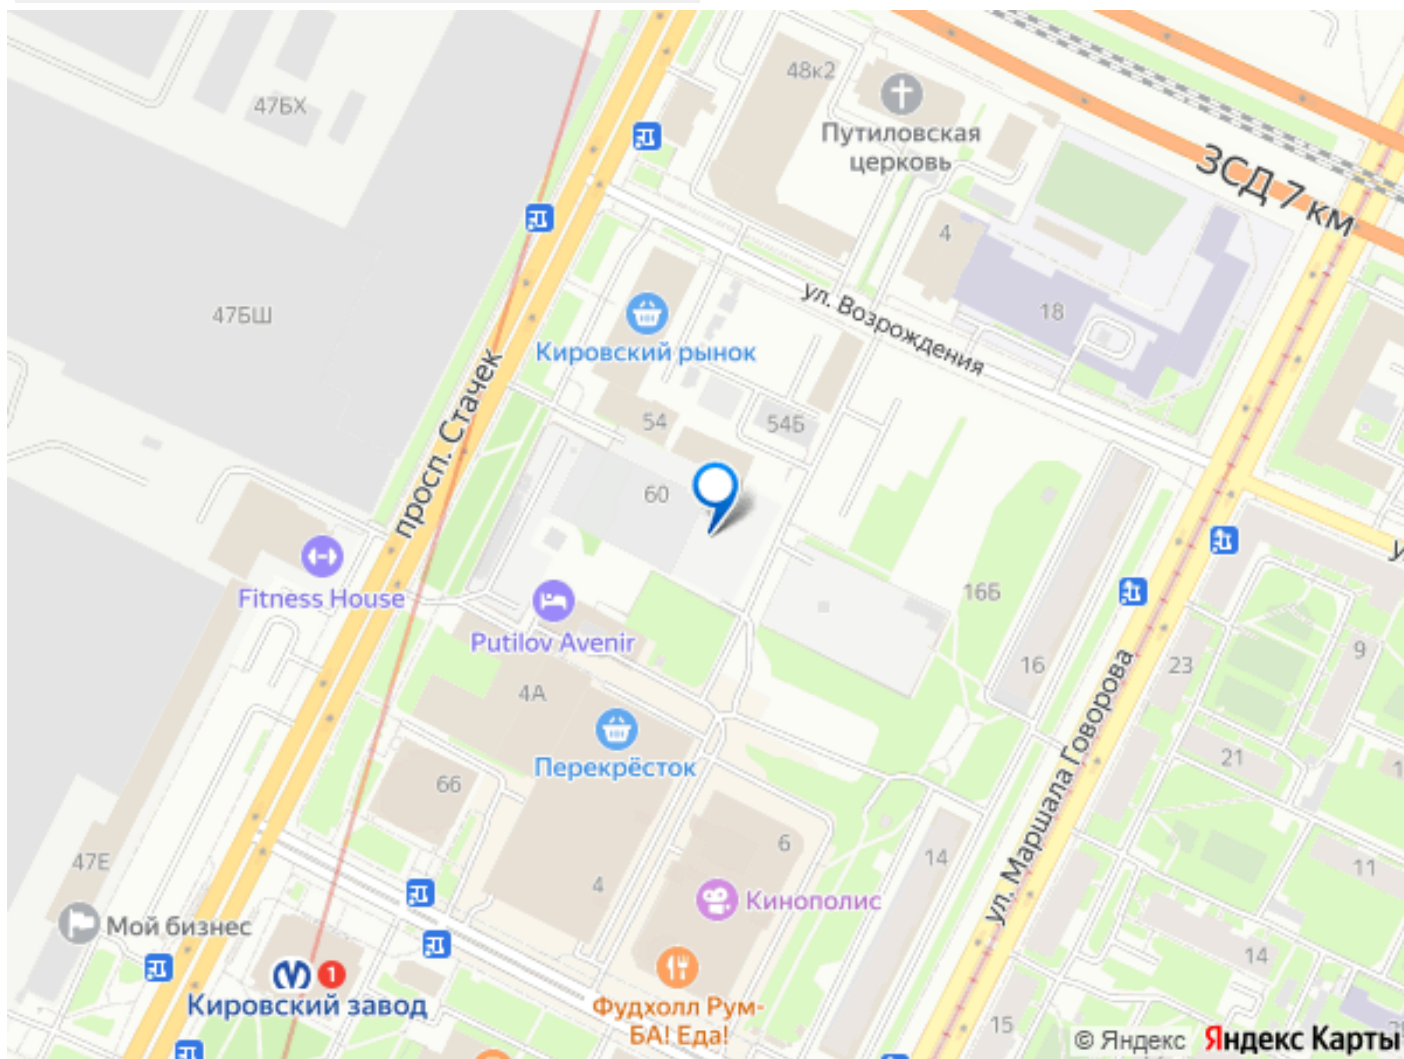 47БХ
48к2
Путиловская
церковь
ЗСД 7 км
4
18
47БШ
ул. Возрождения
Кировский рынок
просп. Стачек
54
54Б
60
Fitness House
Putilov Avenir
16Б
16
23
9
4А
21
Перекрёсток
66
ул. Маршала Говорова
6
14
11
47Е
4
Кинополис
Мой бизнес
14
1
Кировский завод
Фудхолл Рум-
БА! Еда!
15
© Яндекс Яндекс Карты